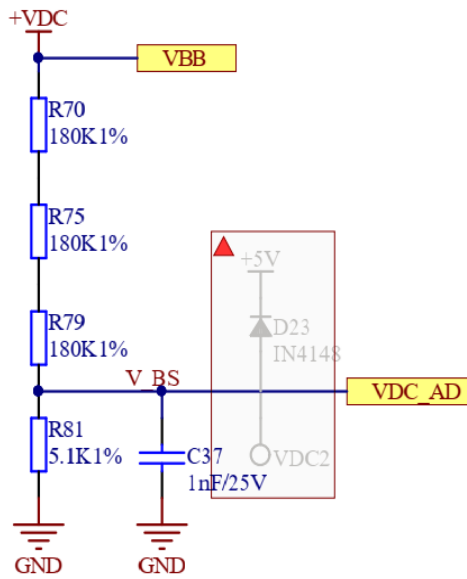 +VDC
VBB
R70
180K1%
R75
180K1%
+5V
R79
180K1%
D23
IN4148
V_BS
VDC_AD
R81
5.1K1%
C37
1nF/25V
VDC2
GND
GND